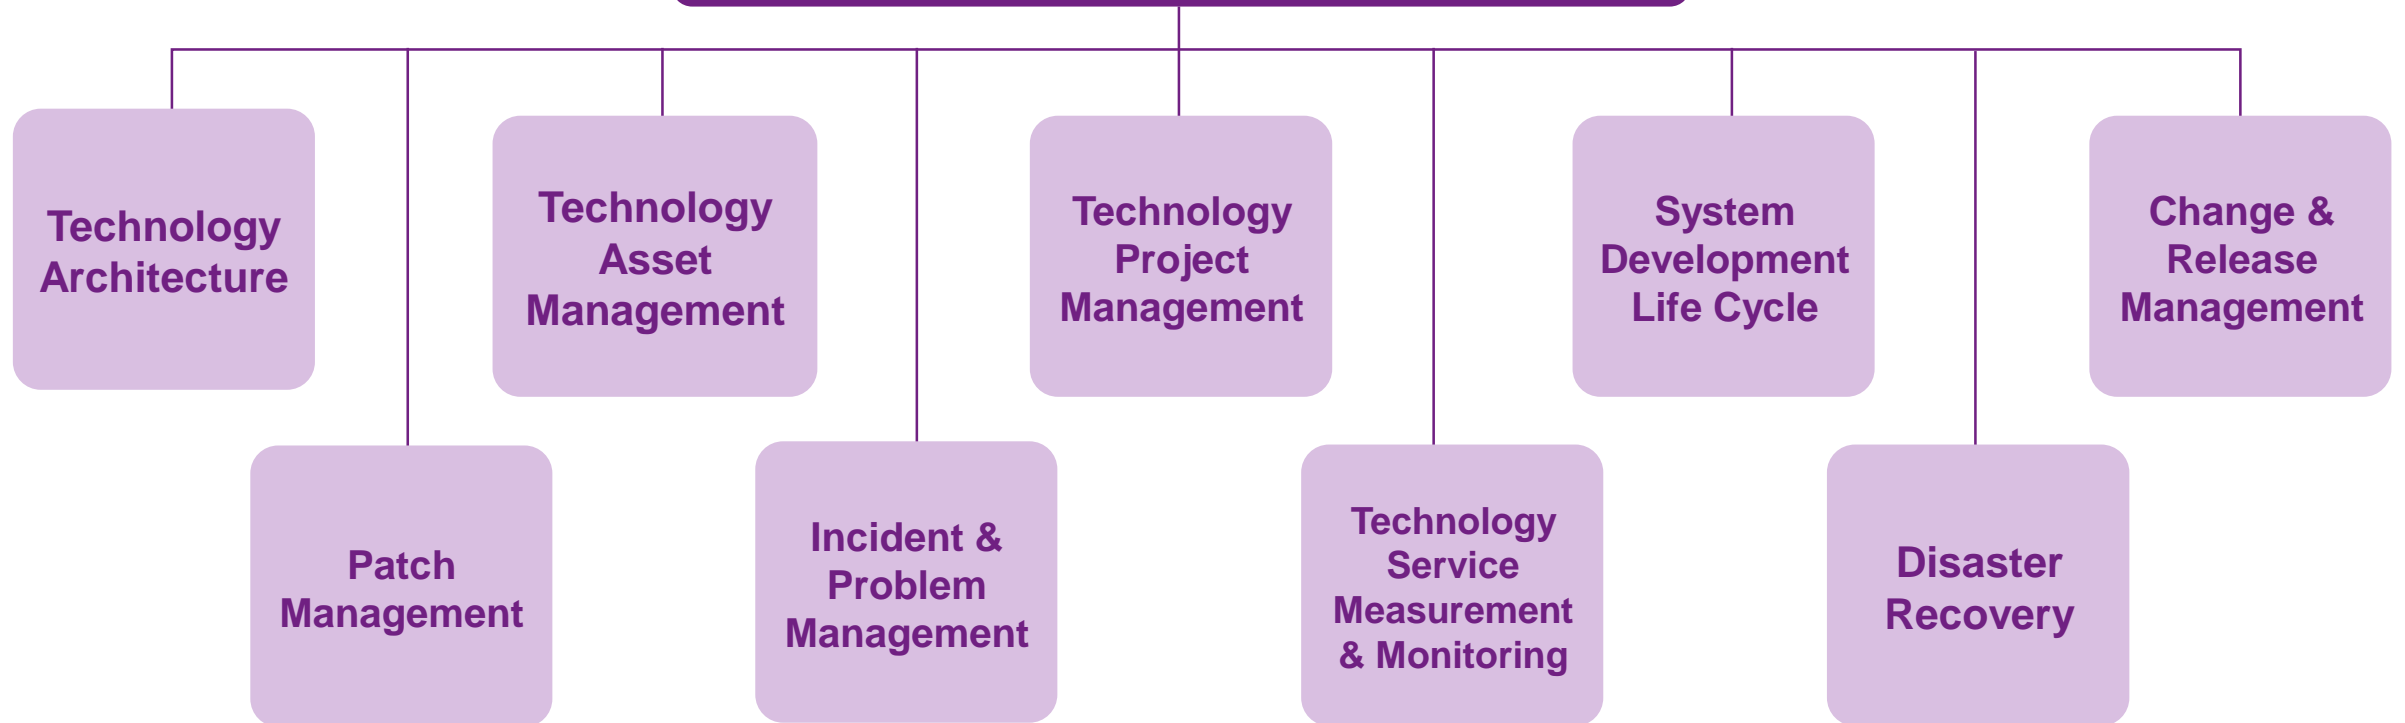 Technology
Architecture
Technology
Asset
Management
Technology
Project
Management
System
Development
Life Cycle
Change &
Release
Management
Patch
Management
Incident &
Problem
Management
Technology
Service
Measurement
& Monitoring
Disaster
Recovery